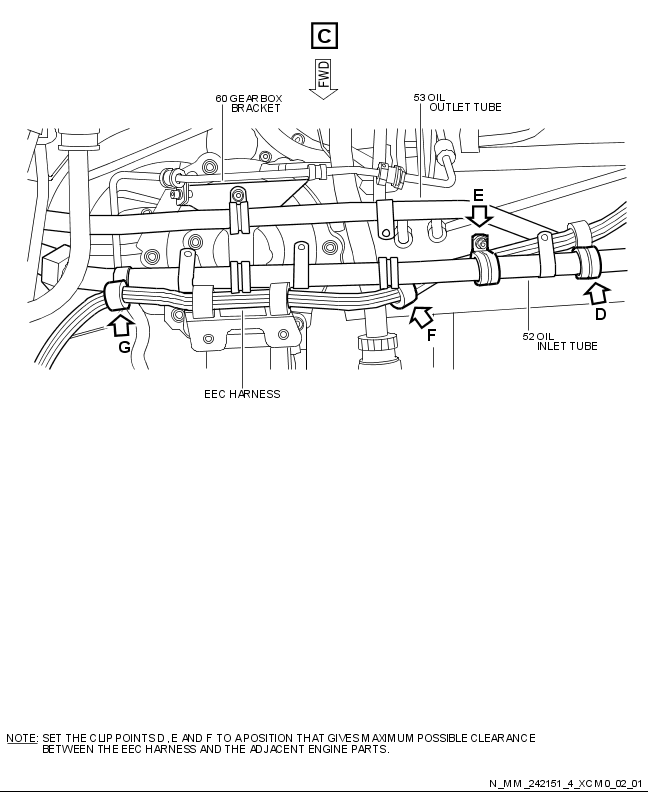 C
FWD
60 GEARBOX
BRACKET
53 OIL
OUTLET TUBE
E
D
F
G
52 OIL
INLET TUBE
EEC HARNESS
NOTE: SET THE CLIP POINTS D, E AND F TO A POSITION THAT GIVES MAXIMUM POSSIBLE CLEARANCE
BETWEEN THE EEC HARNESS AND THE ADJACENT ENGINE PARTS.
N_MM_242151_4_XCM0_02_01